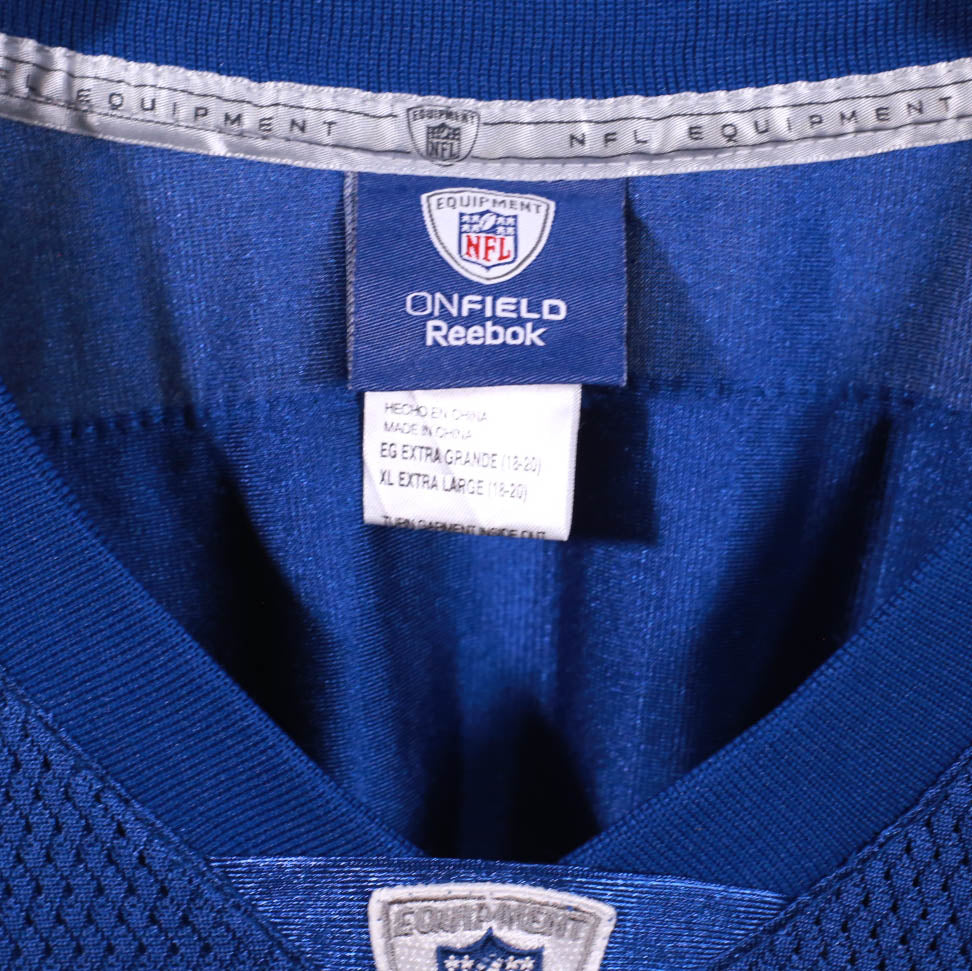 FL EQUIPMENT
EQUIPMENT
NFL
NFL EQUIPMENT
EQUIPMENT
NFL
ONFIELD
Reebok
HECHO EN CHINA
MADE IN CHINA
EG EXTRA GRANDE (18-20)
XL EXTRA LARGE (18-20)
TURN GARMENT INSIDE OUT
EQUIPMENT